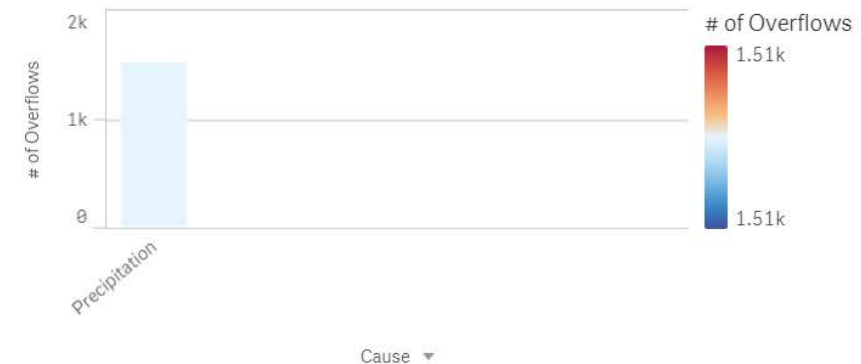 # of Overflows
2k
1k
0
Precipitation
Cause
# of Overflows
1.51k
1.51k